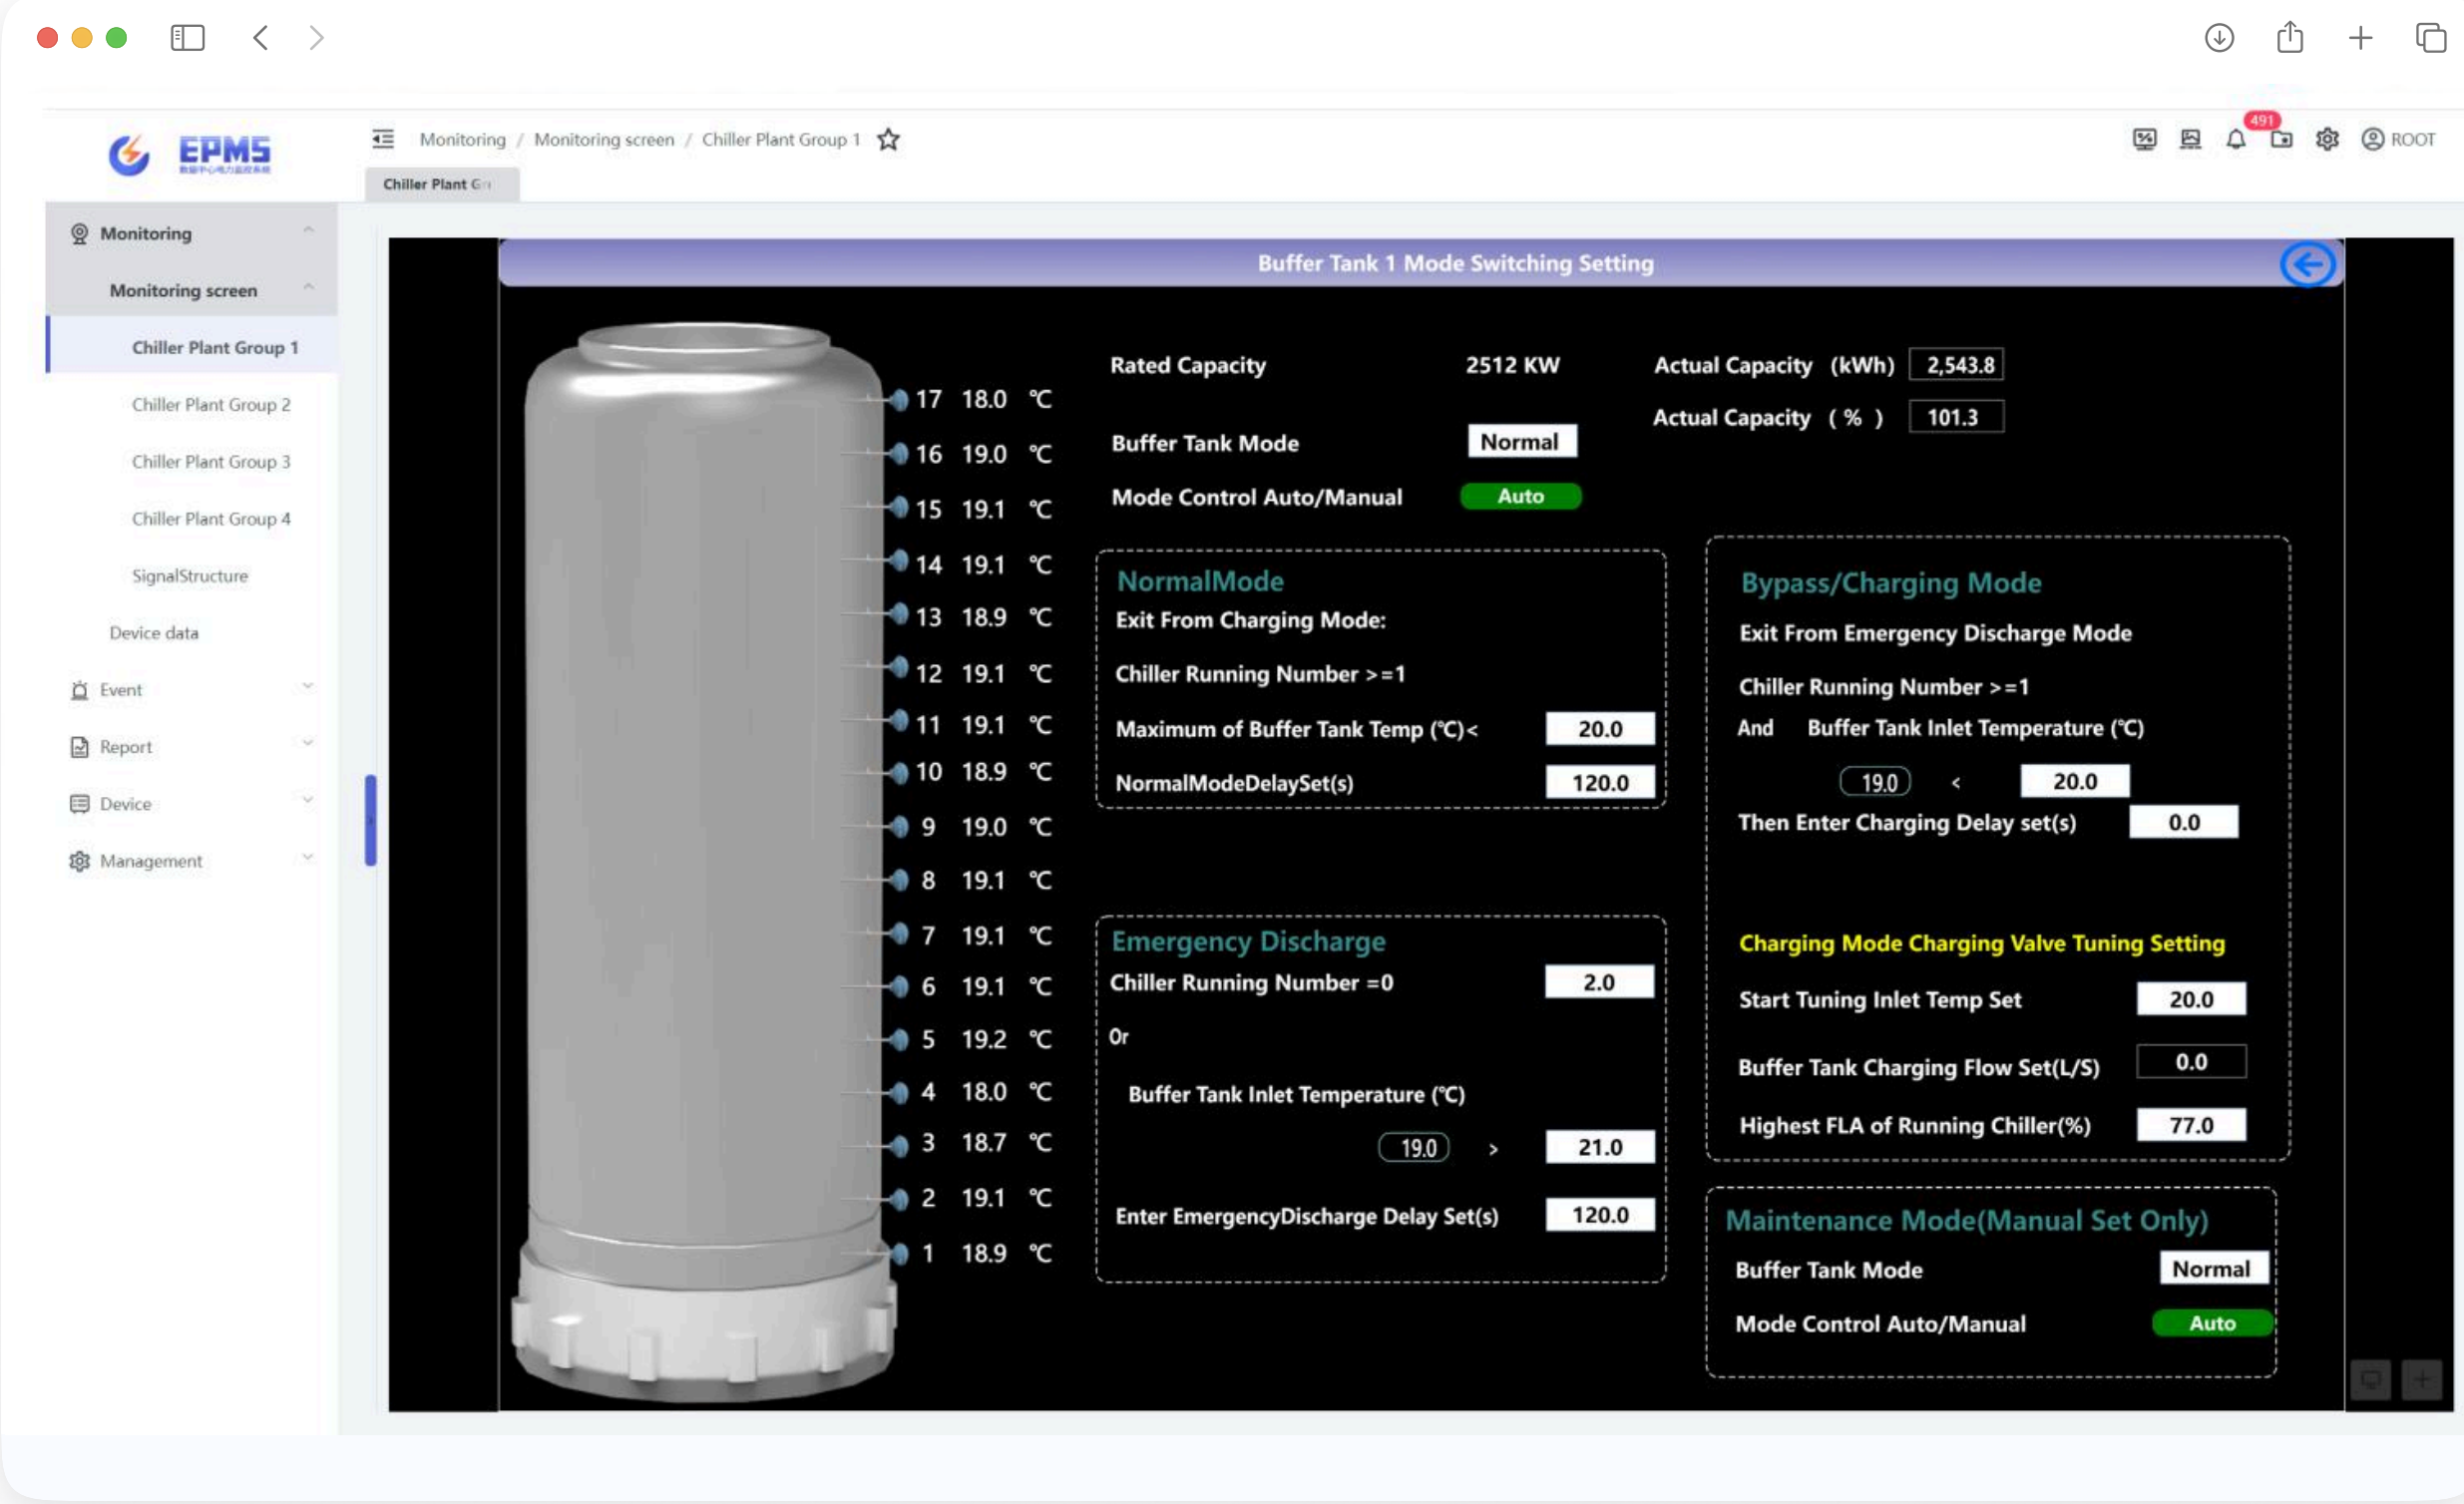 EPMS
数据中心电力监控系统
Monitoring / Monitoring screen / Chiller Plant Group 1
491
ROOT
Chiller Plant
Monitoring
Monitoring screen
Chiller Plant Group 1
Chiller Plant Group 2
Chiller Plant Group 3
Chiller Plant Group 4
SignalStructure
Device data
Event
Report
Device
Management
Buffer Tank 1 Mode Switching Setting
17 18.0 ℃
16 19.0 ℃
15 19.1 ℃
14 19.1 ℃
13 18.9 ℃
12 19.1 ℃
11 19.1 ℃
10 18.9 ℃
9 19.0 ℃
8 19.1 ℃
7 19.1 ℃
6 19.1 ℃
5 19.2 ℃
4 18.0 ℃
3 18.7 ℃
2 19.1 ℃
1 18.9 ℃
Rated Capacity 2512 KW
Actual Capacity (kWh) 2,543.8
Actual Capacity ( % ) 101.3
Buffer Tank Mode Normal
Mode Control Auto/Manual Auto
NormalMode
Exit From Charging Mode:
Chiller Running Number >=1
Maximum of Buffer Tank Temp (℃)< 20.0
NormalModeDelaySet(s) 120.0
Emergency Discharge
Chiller Running Number =0 2.0
Or
Buffer Tank Inlet Temperature (℃)
19.0 > 21.0
Enter EmergencyDischarge Delay Set(s) 120.0
Bypass/Charging Mode
Exit From Emergency Discharge Mode
Chiller Running Number >=1
And Buffer Tank Inlet Temperature (℃)
19.0 < 20.0
Then Enter Charging Delay set(s) 0.0
Charging Mode Charging Valve Tuning Setting
Start Tuning Inlet Temp Set 20.0
Buffer Tank Charging Flow Set(L/S) 0.0
Highest FLA of Running Chiller(%) 77.0
Maintenance Mode(Manual Set Only)
Buffer Tank Mode Normal
Mode Control Auto/Manual Auto